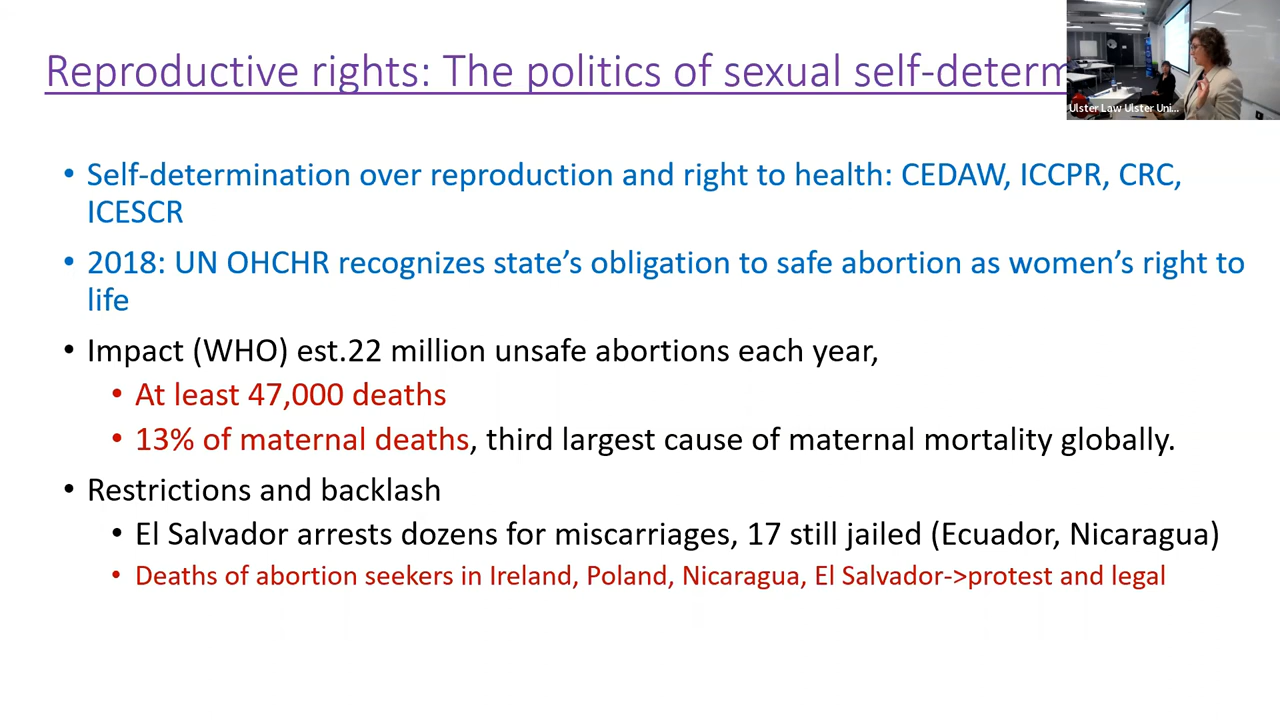 Reproductive rights: The politics of sexual self-determ
Ulster Law Ulster Uni...
• Self-determination over reproduction and right to health: CEDAW, ICCPR, CRC,
ICESCR
• 2018: UN OHCHR recognizes state’s obligation to safe abortion as women’s right to
life
• Impact (WHO) est.22 million unsafe abortions each year,
• At least 47,000 deaths
• 13% of maternal deaths, third largest cause of maternal mortality globally.
• Restrictions and backlash
• El Salvador arrests dozens for miscarriages, 17 still jailed (Ecuador, Nicaragua)
• Deaths of abortion seekers in Ireland, Poland, Nicaragua, El Salvador->protest and legal